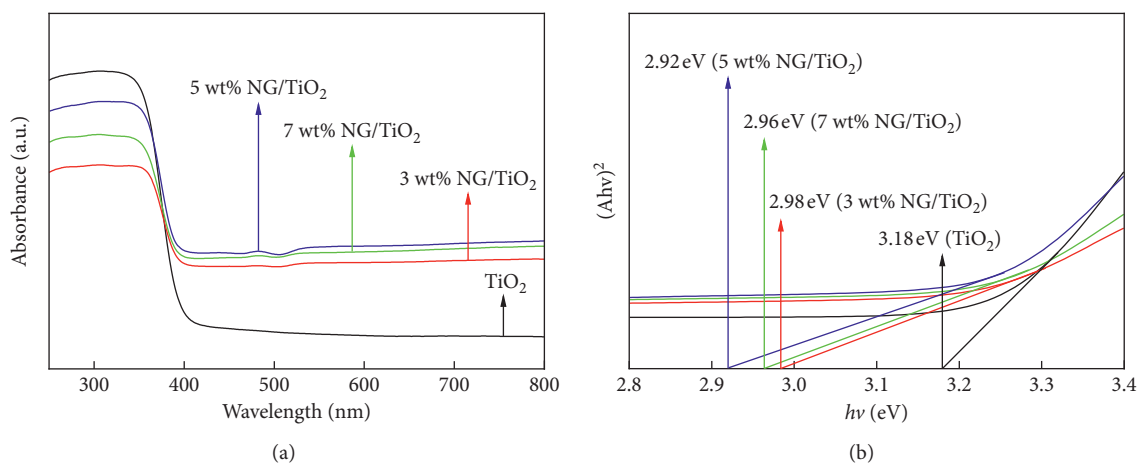 Absorbance (a.u.)
5 wt% NG/TiO₂
7 wt% NG/TiO₂
3 wt% NG/TiO₂
TiO₂
300 400 500 600 700 800
Wavelength (nm)
(a)
(Ahv)²
2.92 eV (5 wt% NG/TiO₂)
2.96 eV (7 wt% NG/TiO₂)
2.98 eV (3 wt% NG/TiO₂)
3.18 eV (TiO₂)
2.8 2.9 3.0 3.1 3.2 3.3 3.4
hv (eV)
(b)